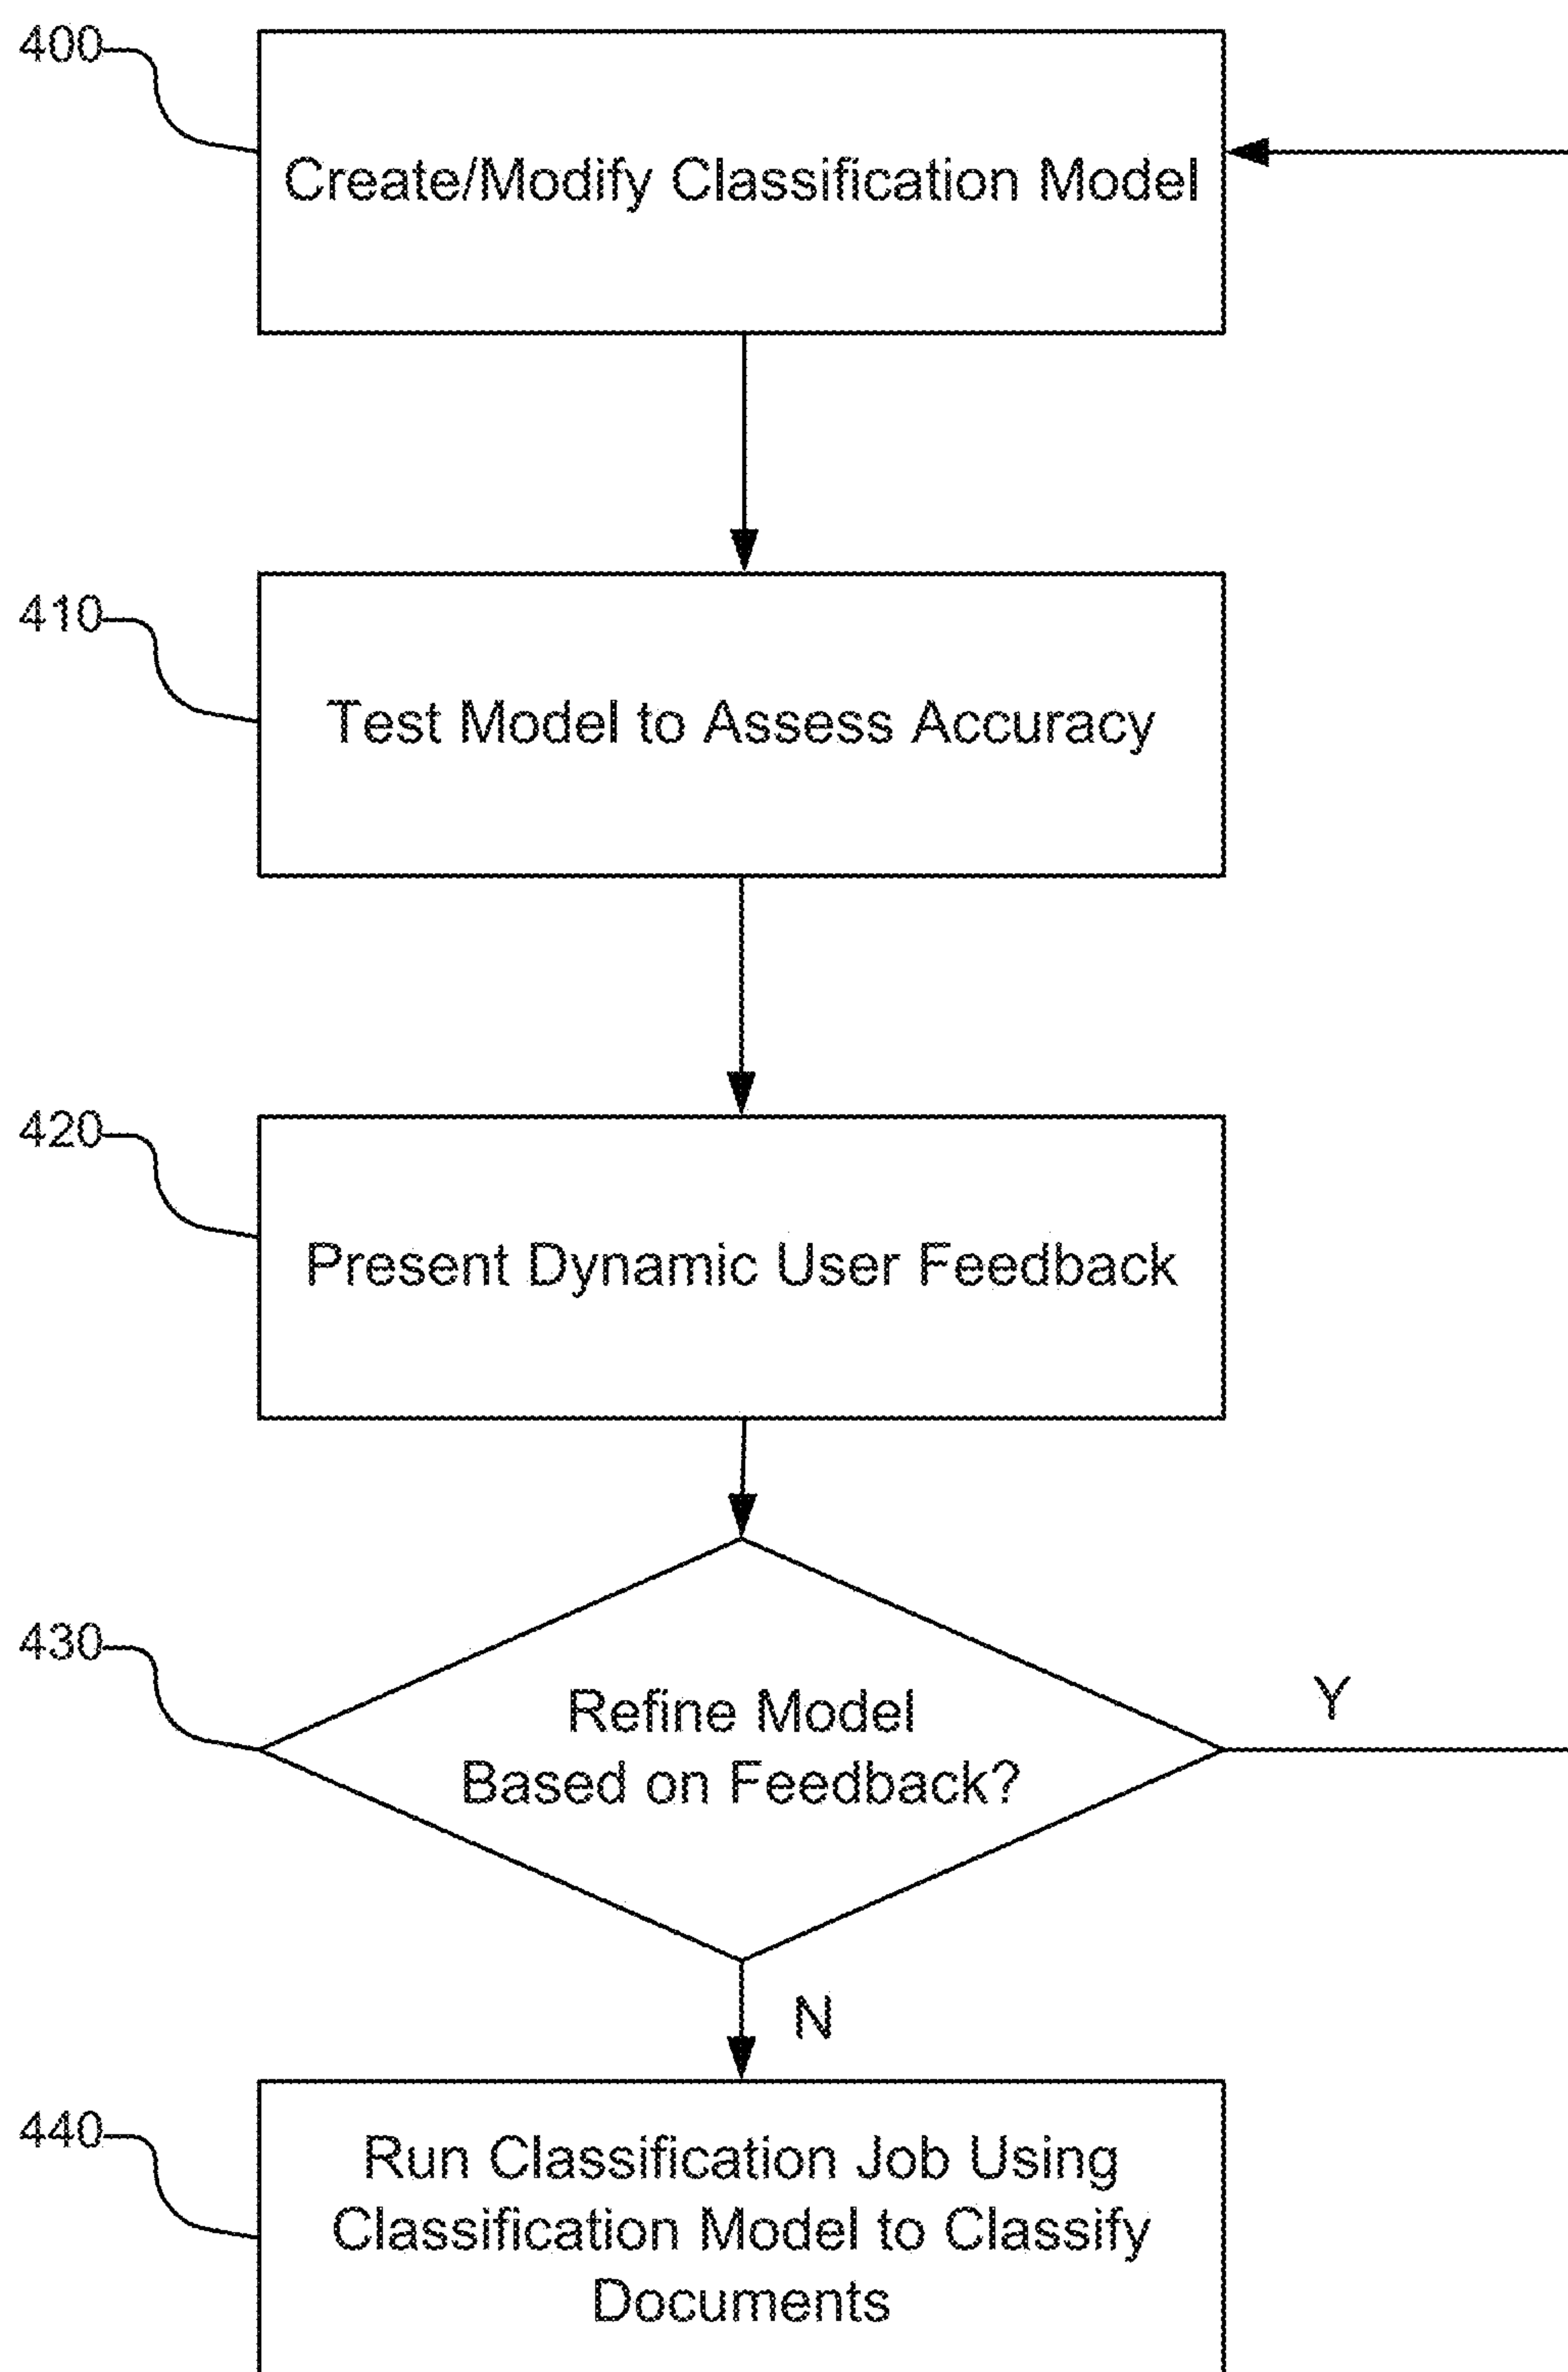 400
Create/Modify Classification Model
410
Test Model to Assess Accuracy
420
Present Dynamic User Feedback
430
Refine Model
Based on Feedback?
Y
N
440
Run Classification Job Using
Classification Model to Classify
Documents